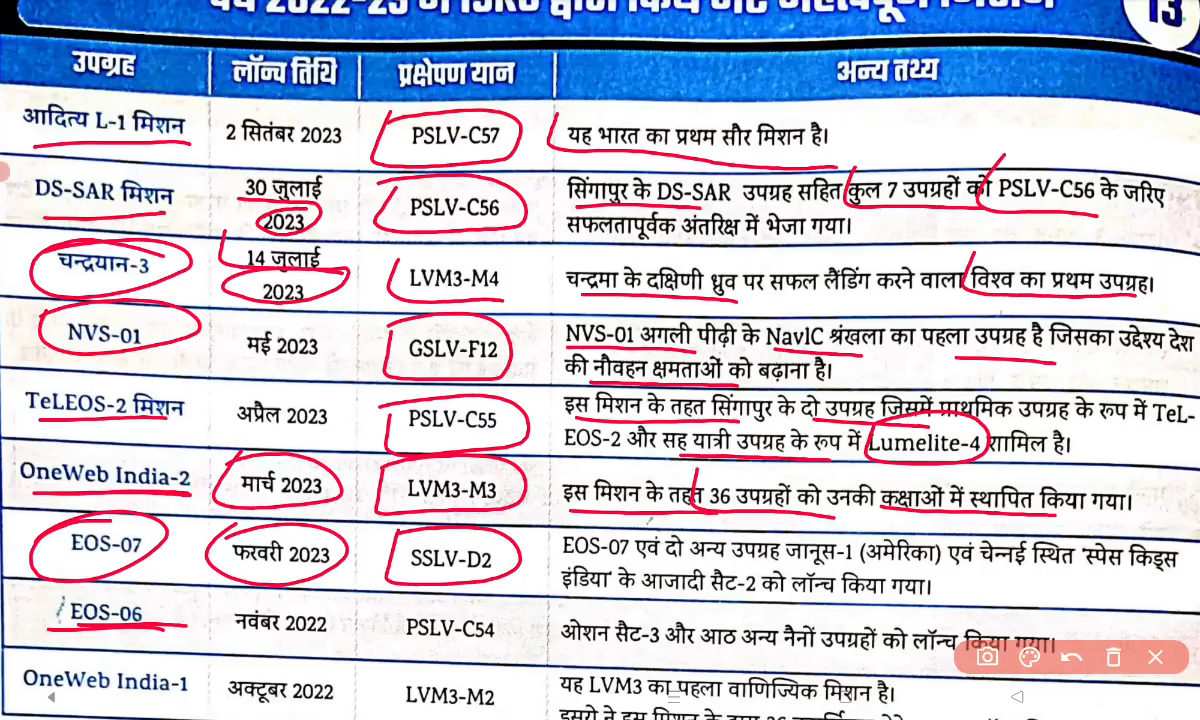 वर्ष 2022-23 में ISRO द्वारा किये गए महत्वपूर्ण मिशन
13
उपग्रह लॉन्च तिथि प्रक्षेपण यान अन्य तथ्य
आदित्य L-1 मिशन 2 सितंबर 2023 PSLV-C57 यह भारत का प्रथम सौर मिशन है।
DS-SAR मिशन 30 जुलाई 2023 PSLV-C56 सिंगापुर के DS-SAR उपग्रह सहित कुल 7 उपग्रहों को PSLV-C56 के जरिए
सफलतापूर्वक अंतरिक्ष में भेजा गया।
चन्द्रयान-3 14 जुलाई 2023 LVM3-M4 चन्द्रमा के दक्षिणी ध्रुव पर सफल लैंडिंग करने वाला विश्व का प्रथम उपग्रह।
NVS-01 मई 2023 GSLV-F12 NVS-01 अगली पीढ़ी के NavIC श्रंखला का पहला उपग्रह है जिसका उद्देश्य देश
की नौवहन क्षमताओं को बढ़ाना है।
TeLEOS-2 मिशन अप्रैल 2023 PSLV-C55 इस मिशन के तहत सिंगापुर के दो उपग्रह जिसमें प्राथमिक उपग्रह के रूप में TeL-
EOS-2 और सह यात्री उपग्रह के रूप में Lumelite-4 शामिल है।
OneWeb India-2 मार्च 2023 LVM3-M3 इस मिशन के तहत 36 उपग्रहों को उनकी कक्षाओं में स्थापित किया गया।
EOS-07 फरवरी 2023 SSLV-D2 EOS-07 एवं दो अन्य उपग्रह जानूस-1 (अमेरिका) एवं चेन्नई स्थित 'स्पेस किड्स
इंडिया' के आजादी सैट-2 को लॉन्च किया गया।
EOS-06 नवंबर 2022 PSLV-C54 ओशन सैट-3 और आठ अन्य नैनों उपग्रहों को लॉन्च किया गया।
OneWeb India-1 अक्टूबर 2022 LVM3-M2 यह LVM3 का पहला वाणिज्यिक मिशन है।